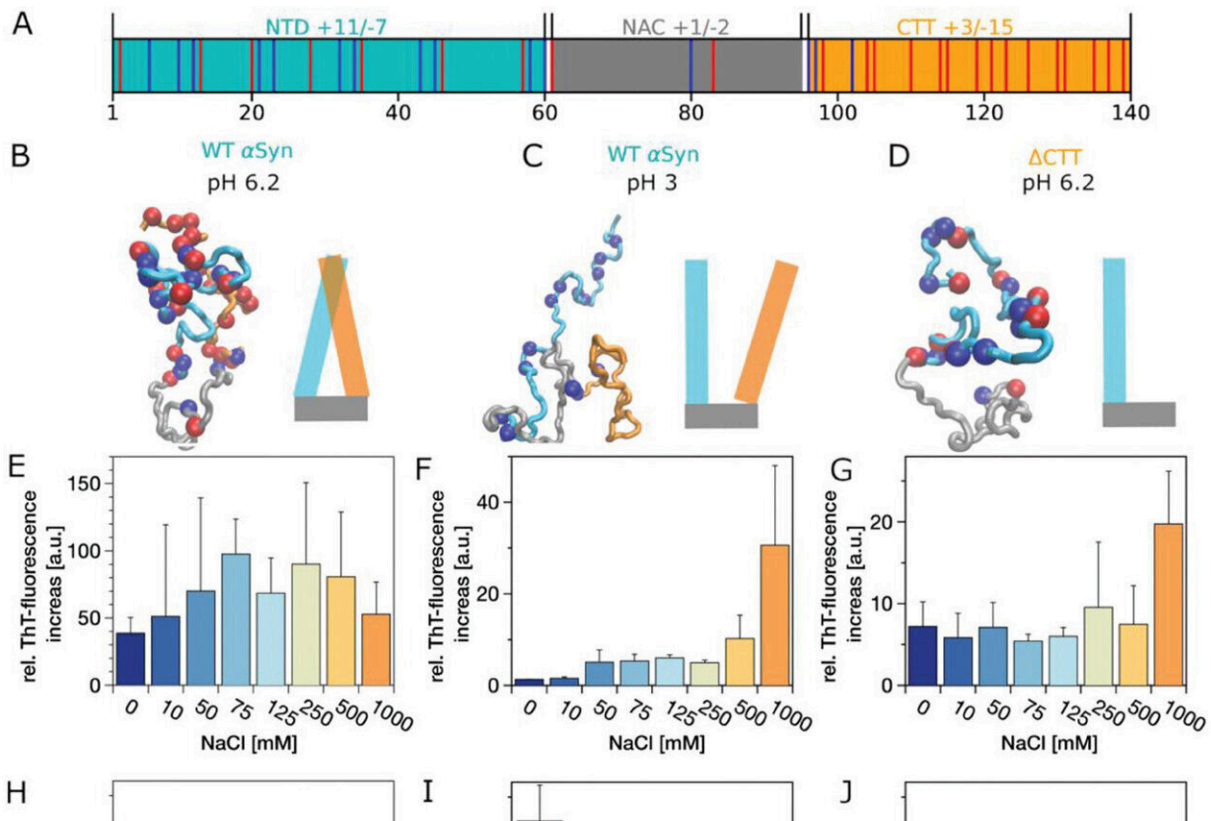 A
NTD +11/-7 NAC +1/-2 CTT +3/-15
1 20 40 60 80 100 120 140
B WT αSyn C WT αSyn D ΔCTT
pH 6.2 pH 3 pH 6.2
E
rel. ThT-fluorescence
increas [a.u.]
150
100
50
0
0 10 50 75 125 250 500 1000
NaCl [mM]
F
rel. ThT-fluorescence
increas [a.u.]
40
20
0
0 10 50 75 125 250 500 1000
NaCl [mM]
G
rel. ThT-fluorescence
increas [a.u.]
20
10
0
0 10 50 75 125 250 500 1000
NaCl [mM]
H I J